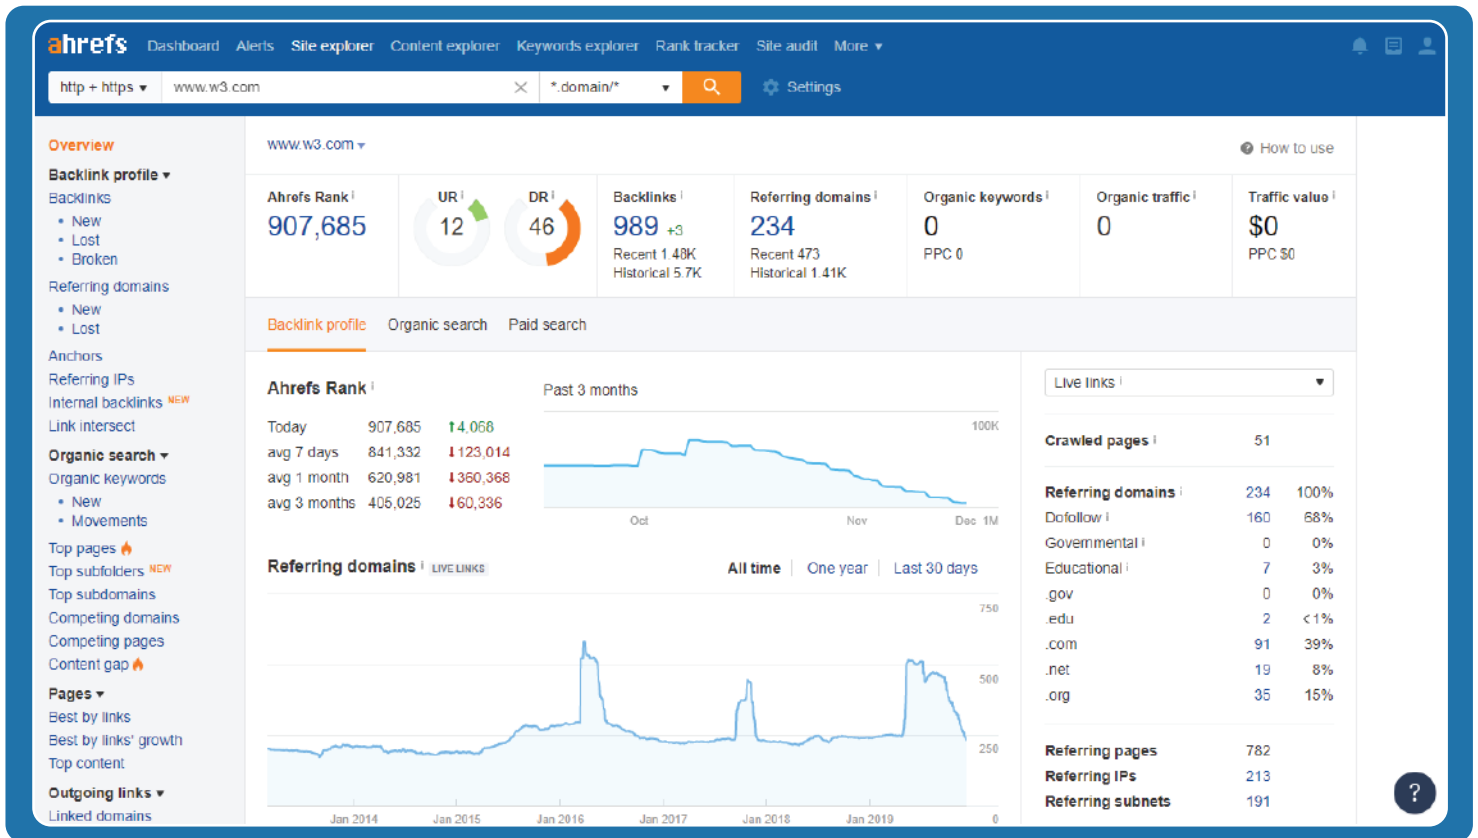 ahrefs Dashboard Alerts Site explorer Content explorer Keywords explorer Rank tracker Site audit More
http + https www.w3.com *.domain/* Settings
Overview
Backlink profile
Backlinks
New
Lost
Broken
Referring domains
New
Lost
Anchors
Referring IPs
Internal backlinks NEW
Link intersect
Organic search
Organic keywords
New
Movements
Top pages
Top subfolders NEW
Top subdomains
Competing domains
Competing pages
Content gap
Pages
Best by links
Best by links' growth
Top content
Outgoing links
Linked domains
www.w3.com
How to use
Ahrefs Rank
907,685
UR
12
DR
46
Backlinks
989 +3
Recent 1.48K
Historical 5.7K
Referring domains
234
Recent 473
Historical 1.41K
Organic keywords
0
PPC 0
Organic traffic
0
Traffic value
$0
PPC $0
Backlink profile Organic search Paid search
Ahrefs Rank
Today 907,685 ↑4,068
avg 7 days 841,332 ↓123,014
avg 1 month 620,981 ↓360,368
avg 3 months 405,025 ↓60,336
Past 3 months
100K
Oct Nov Dec 1M
Referring domains LIVE LINKS
All time One year Last 30 days
750
500
250
Jan 2014 Jan 2015 Jan 2016 Jan 2017 Jan 2018 Jan 2019 0
Live links
Crawled pages 51
Referring domains 234 100%
Dofollow 160 68%
Governmental 0 0%
Educational 7 3%
.gov 0 0%
.edu 2 <1%
.com 91 39%
.net 19 8%
.org 35 15%
Referring pages 782
Referring IPs 213
Referring subnets 191
?